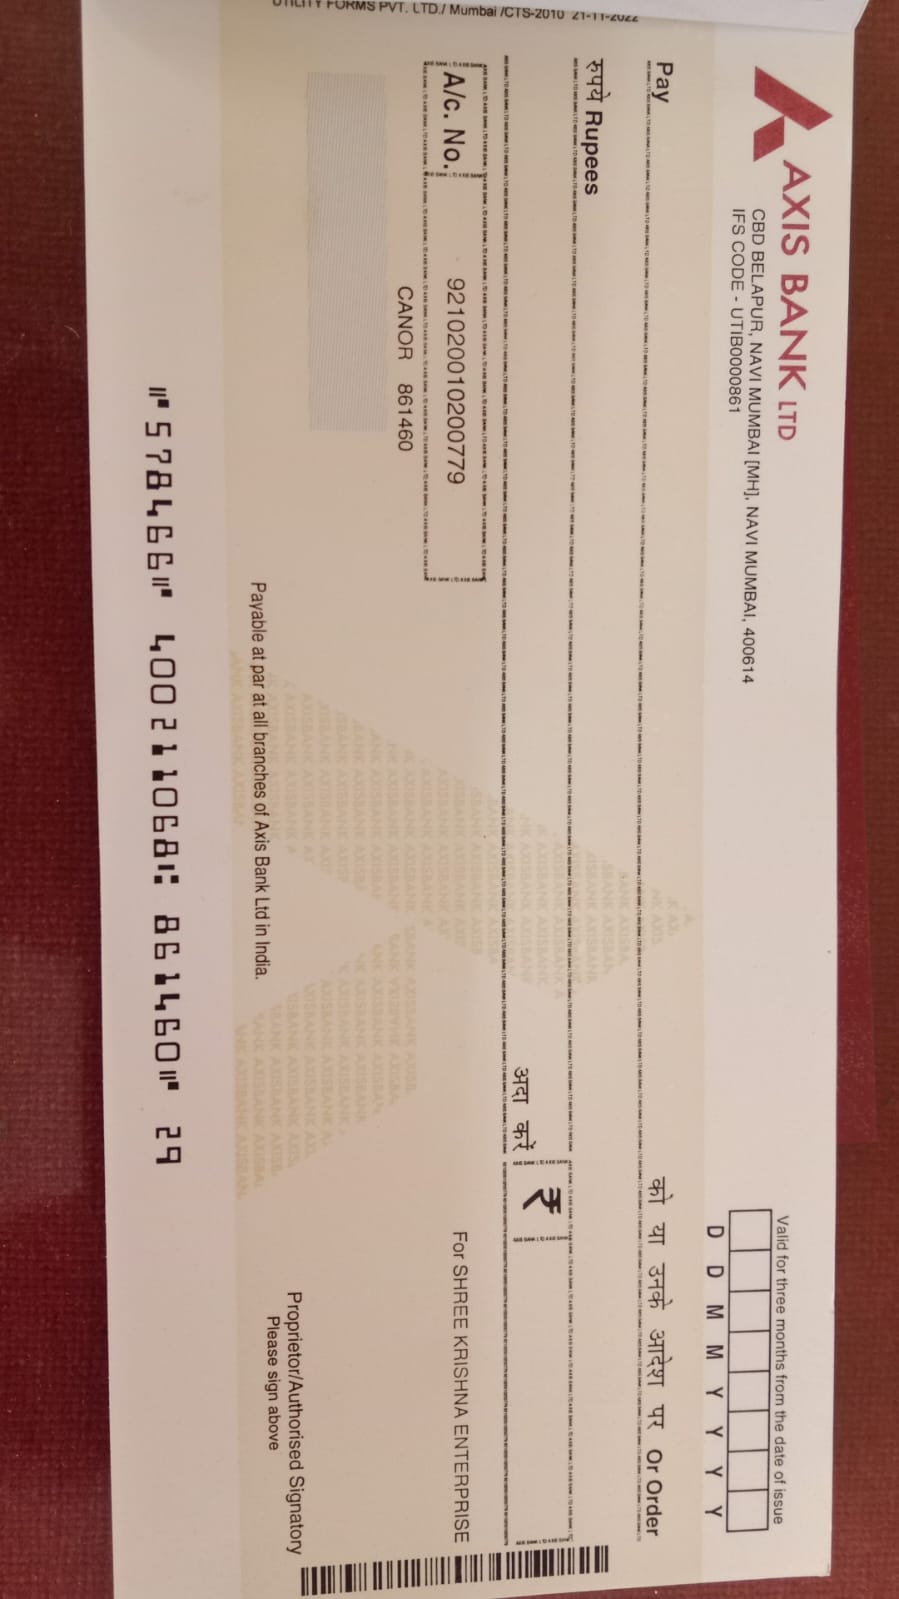 UTILITY FORMS PVT. LTD./ Mumbai /CTS-2010 21-11-2022
AXIS BANK LTD
CBD BELAPUR, NAVI MUMBAI [MH], NAVI MUMBAI, 400614
IFS CODE - UTIB0000861
Valid for three months from the date of issue
D D M M Y Y Y Y
Pay
को या उनके आदेश पर Or Order
रुपये Rupees
अदा करें ₹
A/c. No. 921020010200779
CANOR 861460
For SHREE KRISHNA ENTERPRISE
Proprietor/Authorised Signatory
Please sign above
Payable at par at all branches of Axis Bank Ltd in India.
⑈578466⑈ 400211068⑆ 861460⑈ 29